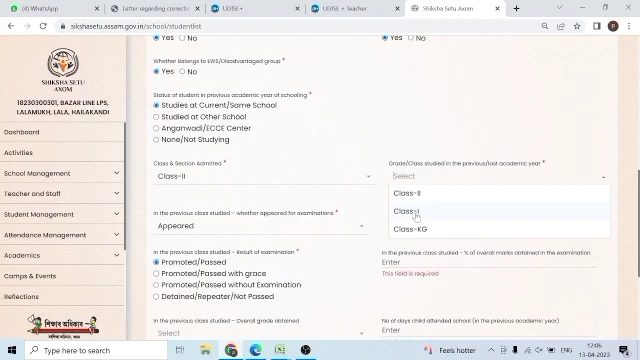 (4) WhatsApp
Letter regarding correction
UDISE+
UDISE + Teacher
Shiksha Setu Axom
sikshasetu.assam.gov.in/school/studentlist
SHIKSHA SETU
AXOM
18230300301, BAZAR LINE LP,
LALAMUKH, LALA, HAILAKANDI
Dashboard
Activities
School Management
Teacher and Staff
Student Management
Attendance Management
Academics
Camps & Events
Reflections
Yes No
Yes No
Whether Belongs to EWS/Disadvantaged group *
Yes No
Status of student in previous academic year of schooling *
Studies at Current/Same School
Studied at Other School
Anganwadi/ECCE Center
None/Not Studying
Class & Section Admitted *
Class-II
Grade/Class studied in the previous/last academic year *
Select
Class-II
Class-I
Class-KG
In the previous class studied – whether appeared for examinations *
Appeared
In the previous class studied – Result of examination *
Promoted/Passed
Promoted/Passed with grace
Promoted/Passed without Examination
Detained/Repeater/Not Passed
In the previous class studied - % of overall marks obtained in the examination
Enter
This field is required
In the previous class studied – Overall grade obtained *
Select
No of days child attended school (in the previous academic year) *
Enter
Type here to search
Feels hotter
ENG
12:06
13-04-2023